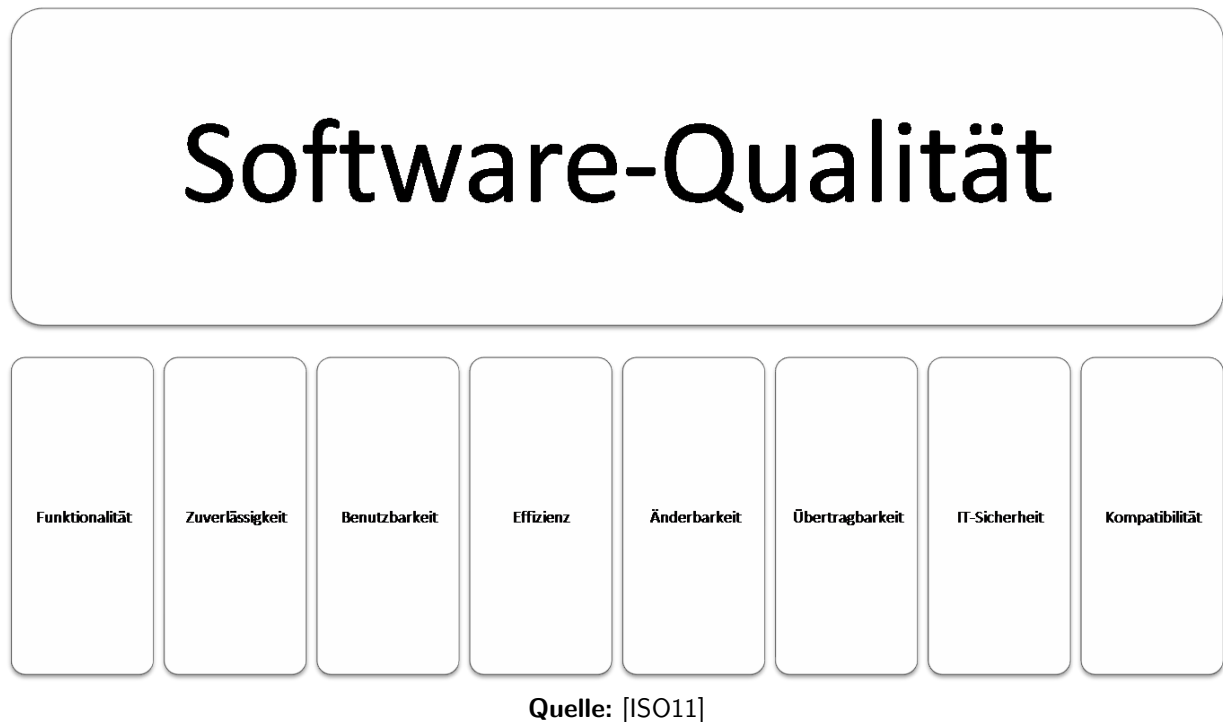 Software-Qualität
Funktionalität
Zuverlässigkeit
Benutzbarkeit
Effizienz
Änderbarkeit
Übertragbarkeit
IT-Sicherheit
Kompatibilität
Quelle: [ISO11]